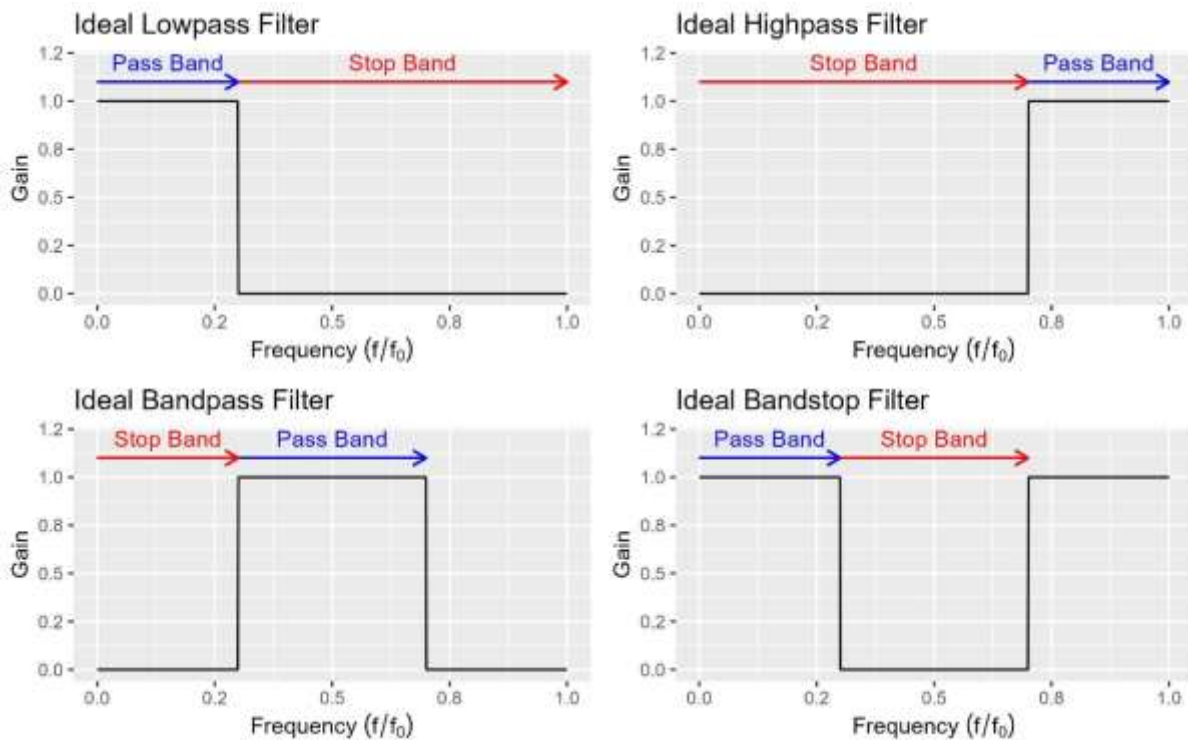 Ideal Lowpass Filter
Pass Band Stop Band
1.2
1.0
0.8
0.5
0.2
0.0
Gain
0.0 0.2 0.5 0.8 1.0
Frequency (f/f₀)
Ideal Highpass Filter
Stop Band Pass Band
1.2
1.0
0.8
0.5
0.2
0.0
Gain
0.0 0.2 0.5 0.8 1.0
Frequency (f/f₀)
Ideal Bandpass Filter
Stop Band Pass Band
1.2
1.0
0.8
0.5
0.2
0.0
Gain
0.0 0.2 0.5 0.8 1.0
Frequency (f/f₀)
Ideal Bandstop Filter
Pass Band Stop Band
1.2
1.0
0.8
0.5
0.2
0.0
Gain
0.0 0.2 0.5 0.8 1.0
Frequency (f/f₀)